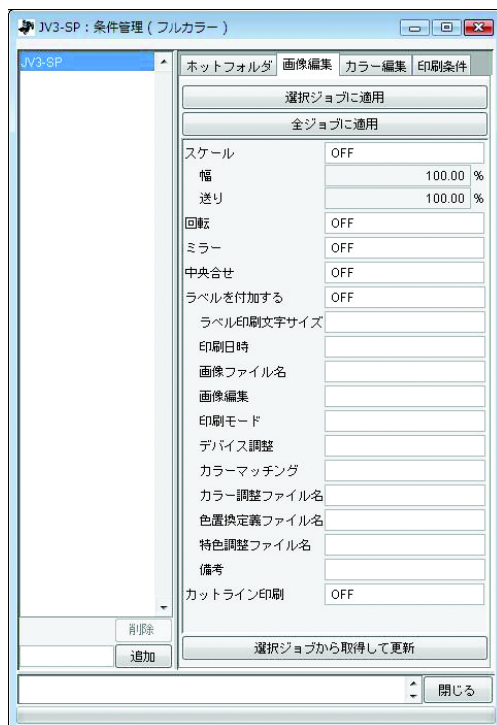 JV3-SP：条件管理（フルカラー）
JV3-SP
ホットフォルダ 画像編集 カラー編集 印刷条件
選択ジョブに適用
全ジョブに適用
スケール OFF
幅 100.00 %
送り 100.00 %
回転 OFF
ミラー OFF
中央合せ OFF
ラベルを付加する OFF
ラベル印刷文字サイズ
印刷日時
画像ファイル名
画像編集
印刷モード
デバイス調整
カラーマッチング
カラー調整ファイル名
色置換定義ファイル名
特色調整ファイル名
備考
カットライン印刷 OFF
削除
追加
選択ジョブから取得して更新
閉じる